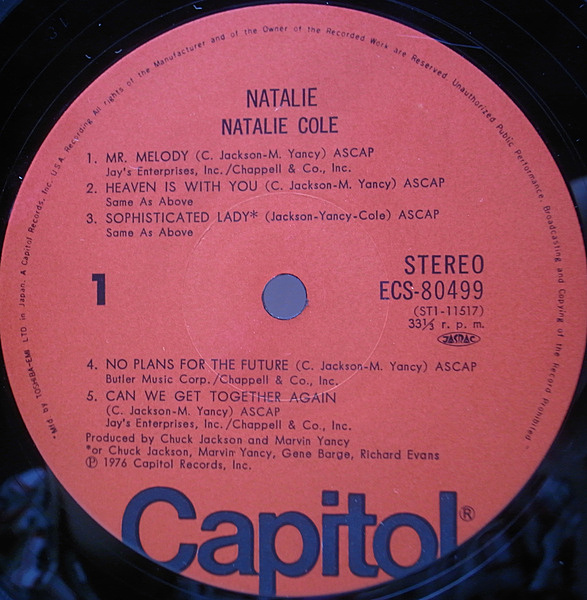 *Mf'd by TOSHIBA-EMI LTD in Japan. A Capitol Records, Inc. U.S.A. Recording All rights of the Manufacturer and of the Owner of the Recorded Work are Reserved. Unauthorized Public Performance, Broadcasting and Copying of the Record Prohibited*
NATALIE
NATALIE COLE
1. MR. MELODY (C. Jackson-M. Yancy) ASCAP
Jay's Enterprises, Inc./Chappell & Co., Inc.
2. HEAVEN IS WITH YOU (C. Jackson-M. Yancy) ASCAP
Same As Above
3. SOPHISTICATED LADY* (Jackson-Yancy-Cole) ASCAP
Same As Above
1
STEREO
ECS-80499
(ST1-11517)
33⅓ r. p. m.
JASRAC
4. NO PLANS FOR THE FUTURE (C. Jackson-M. Yancy) ASCAP
Butler Music Corp./Chappell & Co., Inc.
5. CAN WE GET TOGETHER AGAIN
(C. Jackson-M. Yancy) ASCAP
Jay's Enterprises, Inc./Chappell & Co., Inc.
Produced by Chuck Jackson and Marvin Yancy
*or Chuck Jackson, Marvin Yancy, Gene Barge, Richard Evans
Ⓟ 1976 Capitol Records, Inc.
Capitol®